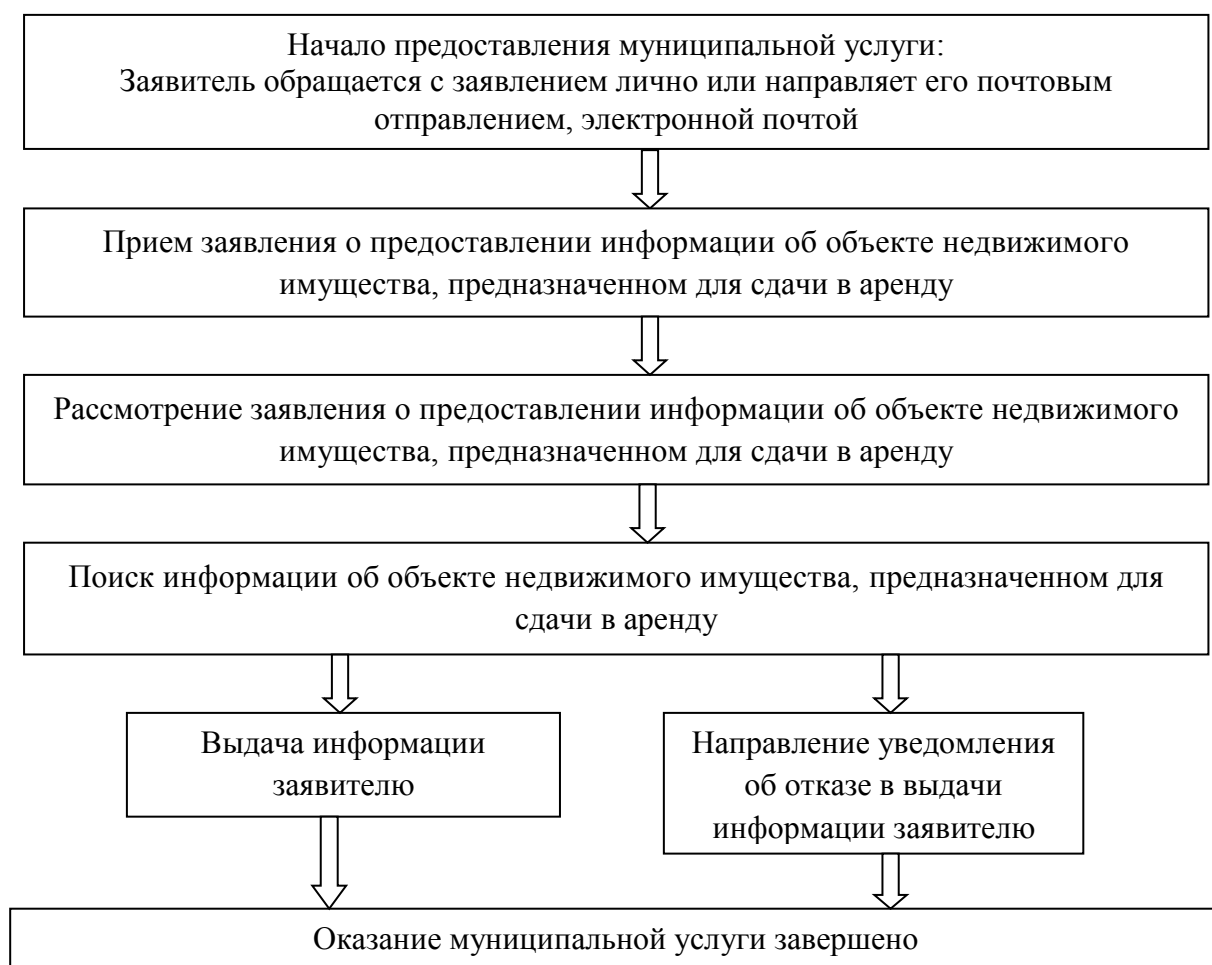 Начало предоставления муниципальной услуги:
Заявитель обращается с заявлением лично или направляет его почтовым
отправлением, электронной почтой
Прием заявления о предоставлении информации об объекте недвижимого
имущества, предназначенном для сдачи в аренду
Рассмотрение заявления о предоставлении информации об объекте недвижимого
имущества, предназначенном для сдачи в аренду
Поиск информации об объекте недвижимого имущества, предназначенном для
сдачи в аренду
Выдача информации
заявителю
Направление уведомления
об отказе в выдачи
информации заявителю
Оказание муниципальной услуги завершено